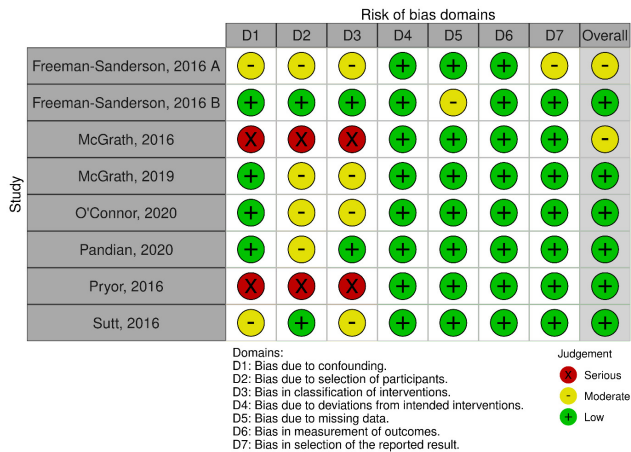 Risk of bias domains
D1 D2 D3 D4 D5 D6 D7 Overall
Study
Freeman-Sanderson, 2016 A - - - + + + - -
Freeman-Sanderson, 2016 B + + + + - + + +
McGrath, 2016 X X X + + + + -
McGrath, 2019 + - - + + + + +
O'Connor, 2020 + - - + + + + +
Pandian, 2020 + - + + + + + +
Pryor, 2016 X X X + + + + +
Sutt, 2016 - + - + + + + +
Domains:
D1: Bias due to confounding.
D2: Bias due to selection of participants.
D3: Bias in classification of interventions.
D4: Bias due to deviations from intended interventions.
D5: Bias due to missing data.
D6: Bias in measurement of outcomes.
D7: Bias in selection of the reported result.
Judgement
X Serious
- Moderate
+ Low